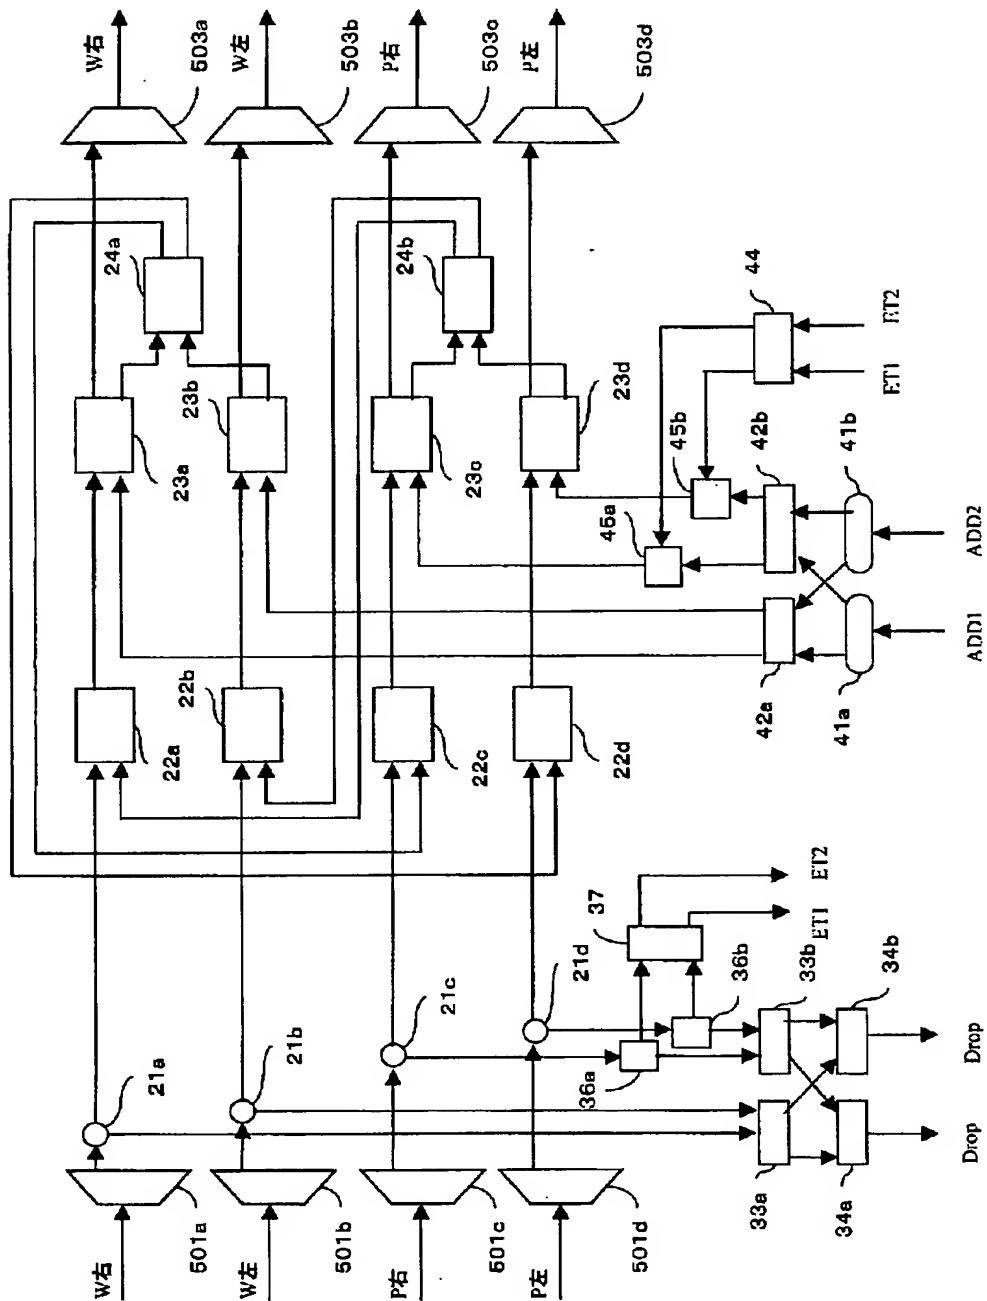 W右
W右
24a
21a
22a
23a
501a
503a
W左
22b
23b
W左
21b
501b
503b
P右
24b
P右
21c
22c
23c
501c
503c
P左
P左
21d
22d
23d
501d
503d
36a
37
45a
45b
36b
44
33a
33b
42a
42b
ET1
ET2
34a
34b
41a
41b
ET1
ET2
Drop
Drop
ADD1
ADD2